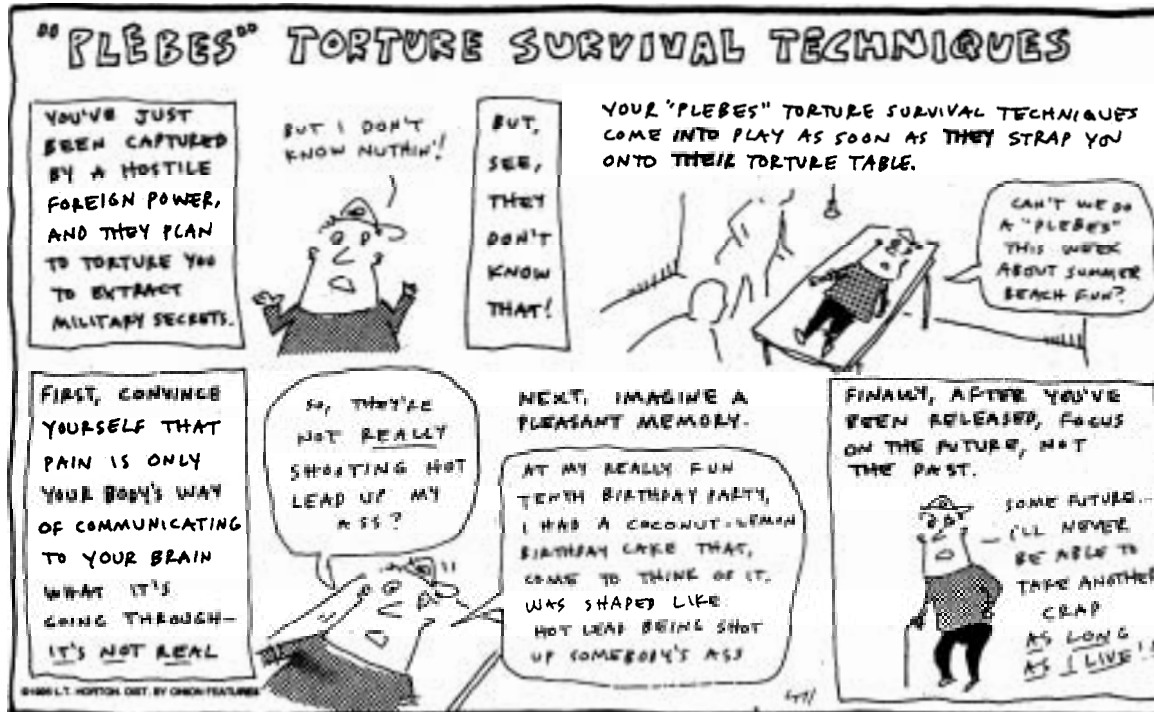 "PLEBES" TORTURE SURVIVAL TECHNIQUES
YOU'VE JUST
BEEN CAPTURED
BY A HOSTILE
FOREIGN POWER,
AND THEY PLAN
TO TORTURE YOU
TO EXTRACT
MILITARY SECRETS.
BUT I DON'T
KNOW NUTHIN'!
BUT,
SEE,
THEY
DON'T
KNOW
THAT!
YOUR "PLEBES" TORTURE SURVIVAL TECHNIQUES
COME INTO PLAY AS SOON AS THEY STRAP YOU
ONTO THEIR TORTURE TABLE.
CAN'T WE DO
A "PLEBES"
THIS WEEK
ABOUT SUMMER
BEACH FUN?
FIRST, CONVINCE
YOURSELF THAT
PAIN IS ONLY
YOUR BODY'S WAY
OF COMMUNICATING
TO YOUR BRAIN
WHAT IT'S
GOING THROUGH—
IT'S NOT REAL
SO, THEY'RE
NOT REALLY
SHOOTING HOT
LEAD UP MY
ASS?
NEXT, IMAGINE A
PLEASANT MEMORY.
AT MY REALLY FUN
TENTH BIRTHDAY PARTY,
I HAD A COCONUT-LEMON
BIRTHDAY CAKE THAT,
COME TO THINK OF IT,
WAS SHAPED LIKE
HOT LEAD BEING SHOT
UP SOMEBODY'S ASS
FINALLY, AFTER YOU'VE
BEEN RELEASED, FOCUS
ON THE FUTURE, NOT
THE PAST.
SOME FUTURE...
I'LL NEVER
BE ABLE TO
TAKE ANOTHER
CRAP
AS LONG
AS I LIVE!!
L.T. HORTON. DIST. BY ONION FEATURES